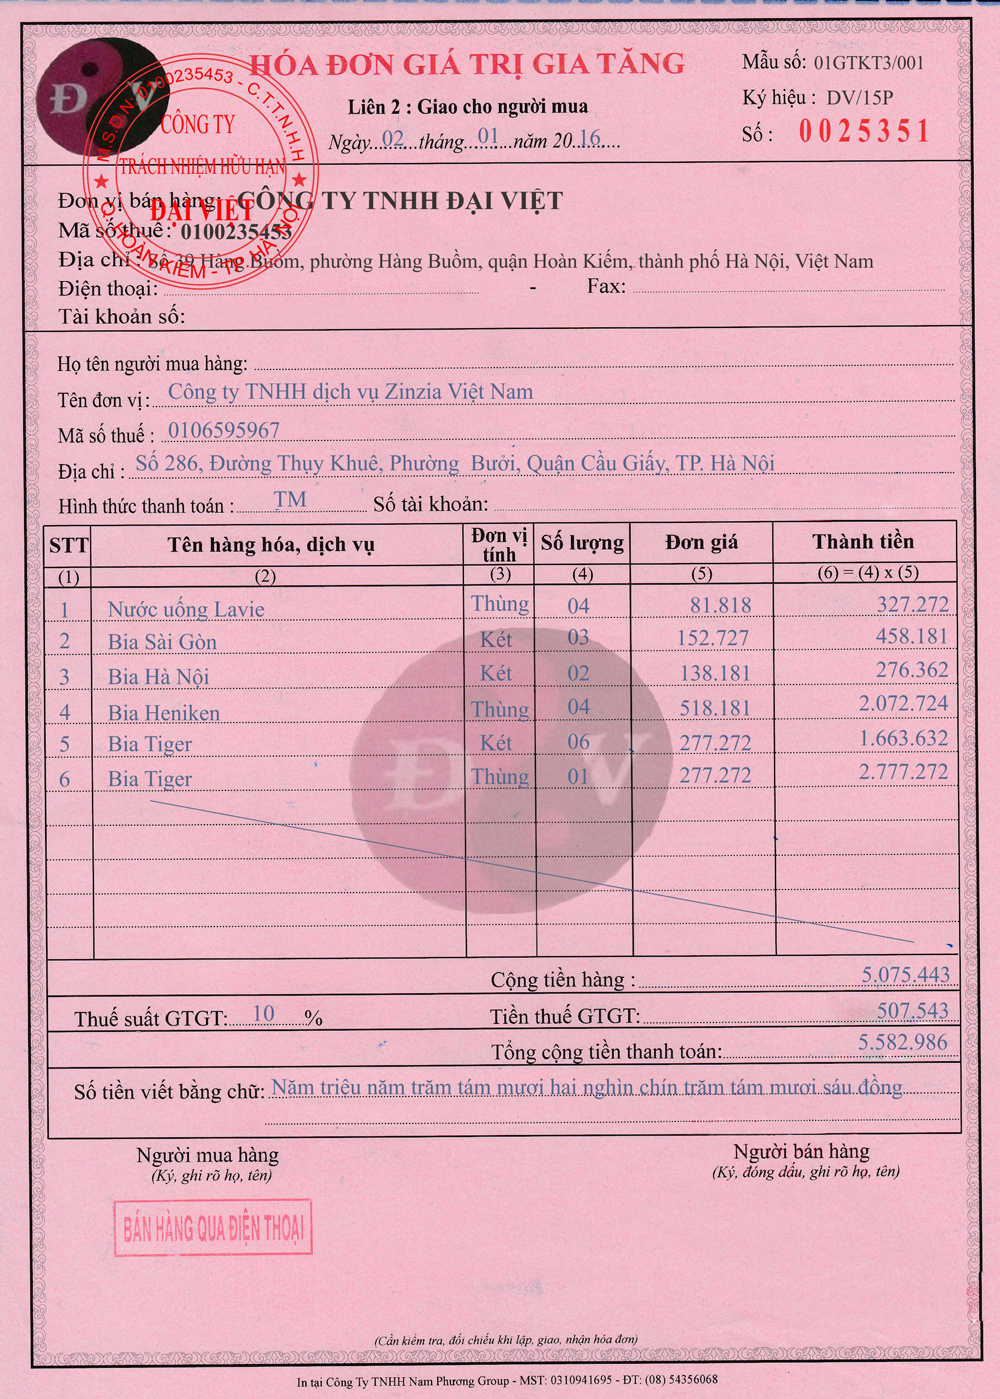 HÓA ĐƠN GIÁ TRỊ GIA TĂNG
Liên 2 : Giao cho người mua
Ngày...02...tháng...01...năm 20.16.....
Mẫu số: 01GTKT3/001
Ký hiệu : DV/15P
Số : 0025351
Đ V
M.S.D.N: 0100235453 - C.T.T.N.H.H
CÔNG TY
TRÁCH NHIỆM HỮU HẠN
ĐẠI VIỆT
Q. HOÀN KIẾM - TP. HÀ NỘI
Đơn vị bán hàng: CÔNG TY TNHH ĐẠI VIỆT
Mã số thuế: 0100235453
Địa chỉ : Số 39 Hàng Buồm, phường Hàng Buồm, quận Hoàn Kiếm, thành phố Hà Nội, Việt Nam
Điện thoại: - Fax:
Tài khoản số:
Họ tên người mua hàng:
Tên đơn vị: Công ty TNHH dịch vụ Zinzia Việt Nam
Mã số thuế : 0106595967
Địa chỉ : Số 286, Đường Thụy Khuê, Phường Bưởi, Quận Cầu Giấy, TP. Hà Nội
Hình thức thanh toán : TM Số tài khoản:
STT Tên hàng hóa, dịch vụ Đơn vị tính Số lượng Đơn giá Thành tiền
(1) (2) (3) (4) (5) (6) = (4) x (5)
1 Nước uống Lavie Thùng 04 81.818 327.272
2 Bia Sài Gòn Két 03 152.727 458.181
3 Bia Hà Nội Két 02 138.181 276.362
4 Bia Heniken Thùng 04 518.181 2.072.724
5 Bia Tiger Két 06 277.272 1.663.632
6 Bia Tiger Thùng 01 277.272 2.777.272
Đ V
Cộng tiền hàng : 5.075.443
Thuế suất GTGT: 10 % Tiền thuế GTGT: 507.543
Tổng cộng tiền thanh toán: 5.582.986
Số tiền viết bằng chữ: Năm triệu năm trăm tám mươi hai nghìn chín trăm tám mươi sáu đồng
Người mua hàng
(Ký, ghi rõ họ, tên)
Người bán hàng
(Ký, đóng dấu, ghi rõ họ, tên)
BÁN HÀNG QUA ĐIỆN THOẠI
(Cần kiểm tra, đối chiếu khi lập, giao, nhận hóa đơn)
In tại Công Ty TNHH Nam Phương Group - MST: 0310941695 - ĐT: (08) 54356068